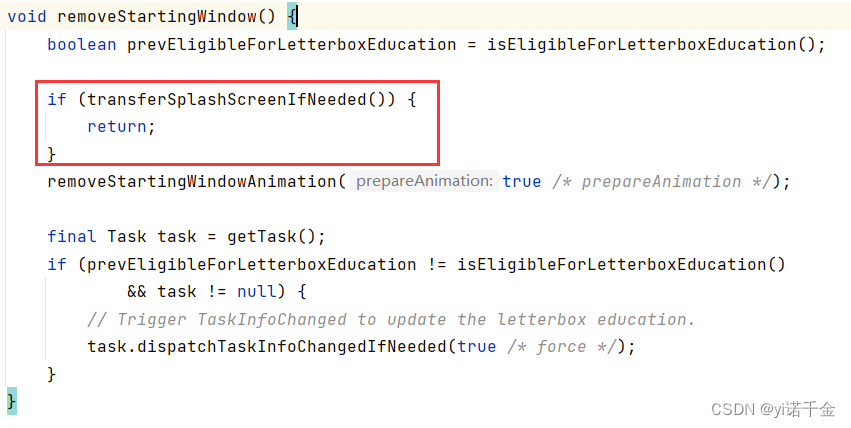 void removeStartingWindow() {
boolean prevEligibleForLetterboxEducation = isEligibleForLetterboxEducation();
if (transferSplashScreenIfNeeded()) {
return;
}
removeStartingWindowAnimation( prepareAnimation: true /* prepareAnimation */);
final Task task = getTask();
if (prevEligibleForLetterboxEducation != isEligibleForLetterboxEducation()
&& task != null) {
// Trigger TaskInfoChanged to update the letterbox education.
task.dispatchTaskInfoChangedIfNeeded(true /* force */);
}
}
CSDN @yi诺千金